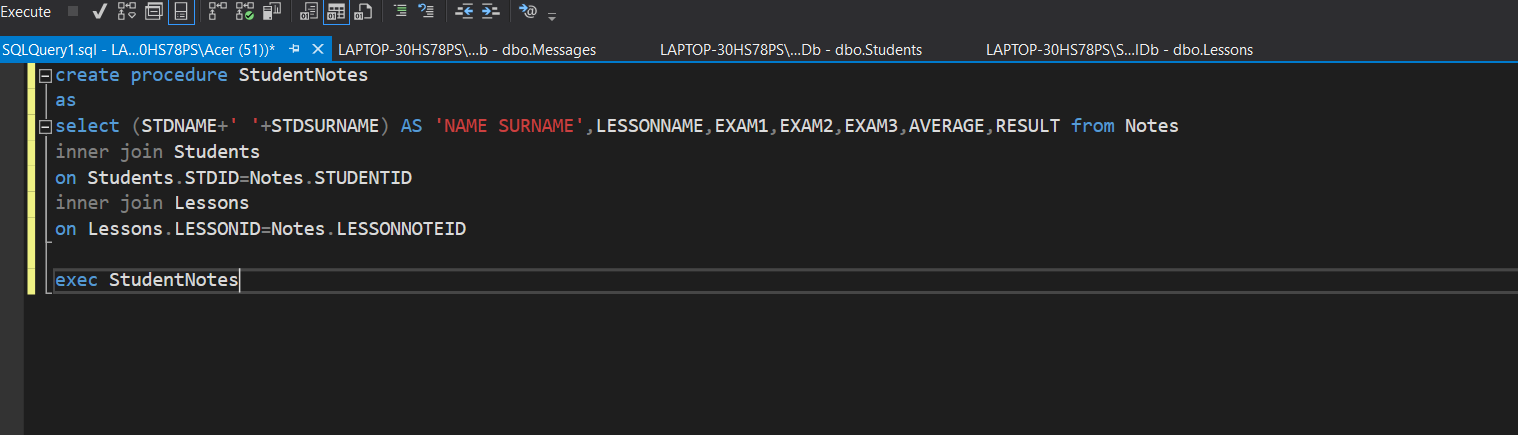 Execute
SQLQuery1.sql - LA...0HS78PS\Acer (51))* LAPTOP-30HS78PS\...b - dbo.Messages LAPTOP-30HS78PS\...Db - dbo.Students LAPTOP-30HS78PS\S...IDb - dbo.Lessons
create procedure StudentNotes
as
select (STDNAME+' '+STDSURNAME) AS 'NAME SURNAME',LESSONNAME,EXAM1,EXAM2,EXAM3,AVERAGE,RESULT from Notes
inner join Students
on Students.STDID=Notes.STUDENTID
inner join Lessons
on Lessons.LESSONID=Notes.LESSONNOTEID
exec StudentNotes